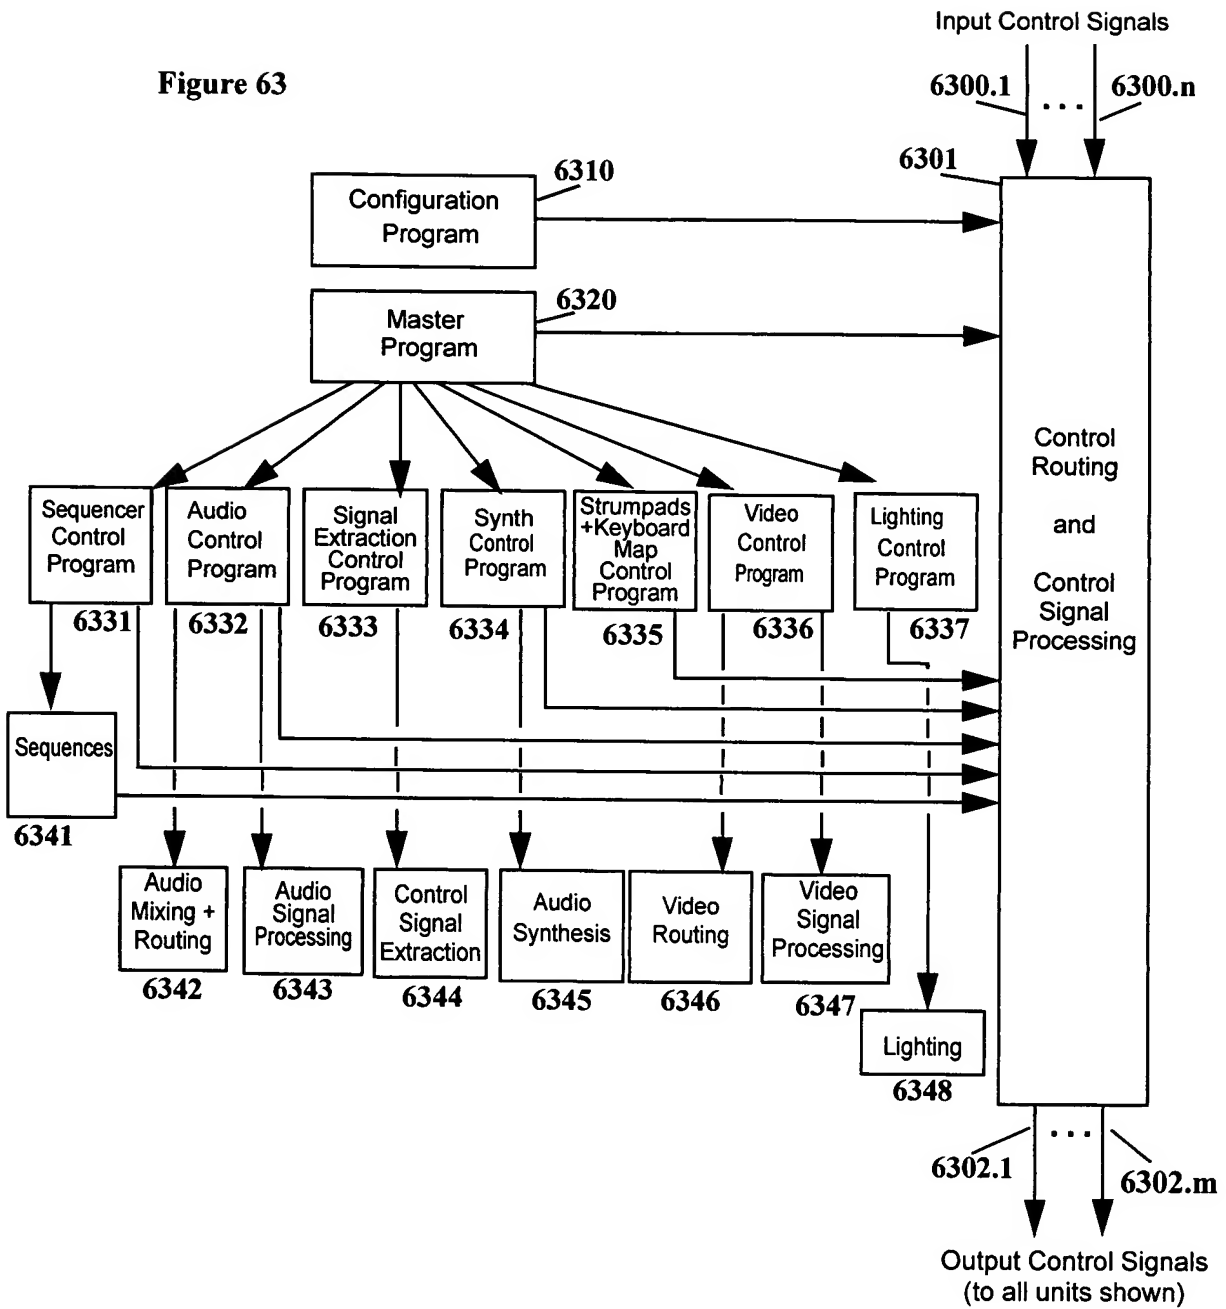 Input Control Signals
Figure 63
6300.1
...
6300.n
6301
6310
Configuration
Program
6320
Master
Program
Control
Routing
and
Control
Signal
Processing
Sequencer
Control
Program
Audio
Control
Program
Signal
Extraction
Control
Program
Synth
Control
Program
Strumpads
+Keyboard
Map
Control
Program
Video
Control
Program
Lighting
Control
Program
6331
6332
6333
6334
6335
6336
6337
Sequences
6341
Audio
Mixing +
Routing
Audio
Signal
Processing
Control
Signal
Extraction
Audio
Synthesis
Video
Routing
Video
Signal
Processing
6342
6343
6344
6345
6346
6347
Lighting
6348
6302.1
...
6302.m
Output Control Signals
(to all units shown)